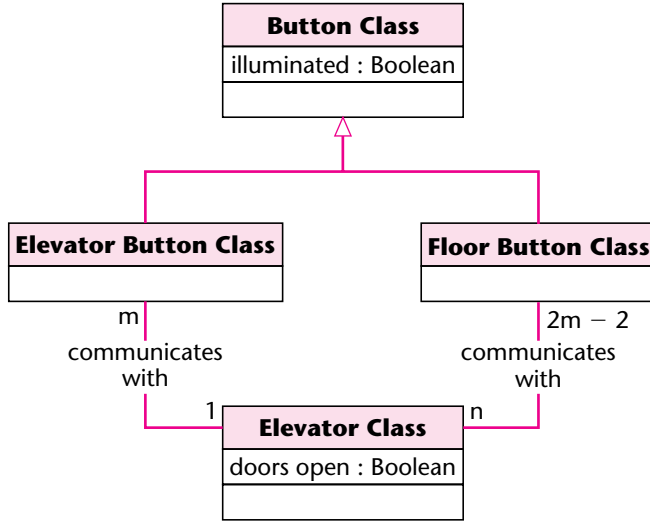 Button Class
illuminated : Boolean
Elevator Button Class
Floor Button Class
m
2m − 2
communicates
with
communicates
with
1
n
Elevator Class
doors open : Boolean